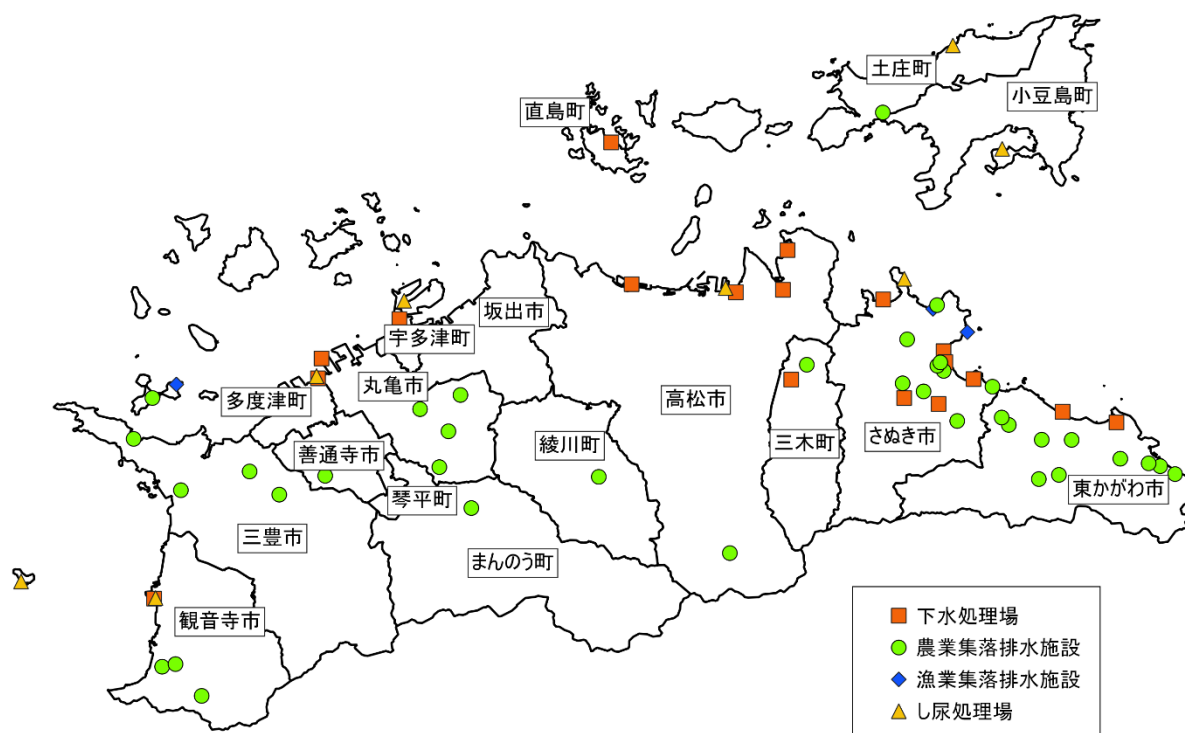 土庄町
小豆島町
直島町
坂出市
宇多津町
丸亀市
多度津町
高松市
三木町
さぬき市
善通寺市
綾川町
琴平町
東かがわ市
三豊市
まんのう町
観音寺市
下水処理場
農業集落排水施設
漁業集落排水施設
し尿処理場